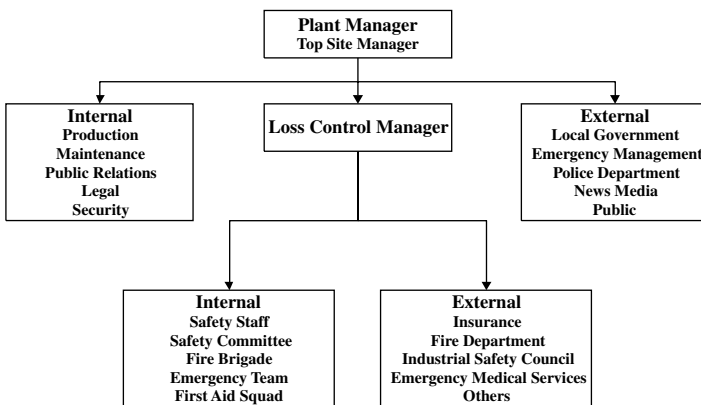 Plant Manager
Top Site Manager
Internal
Production
Maintenance
Public Relations
Legal
Security
Loss Control Manager
External
Local Government
Emergency Management
Police Department
News Media
Public
Internal
Safety Staff
Safety Committee
Fire Brigade
Emergency Team
First Aid Squad
External
Insurance
Fire Department
Industrial Safety Council
Emergency Medical Services
Others